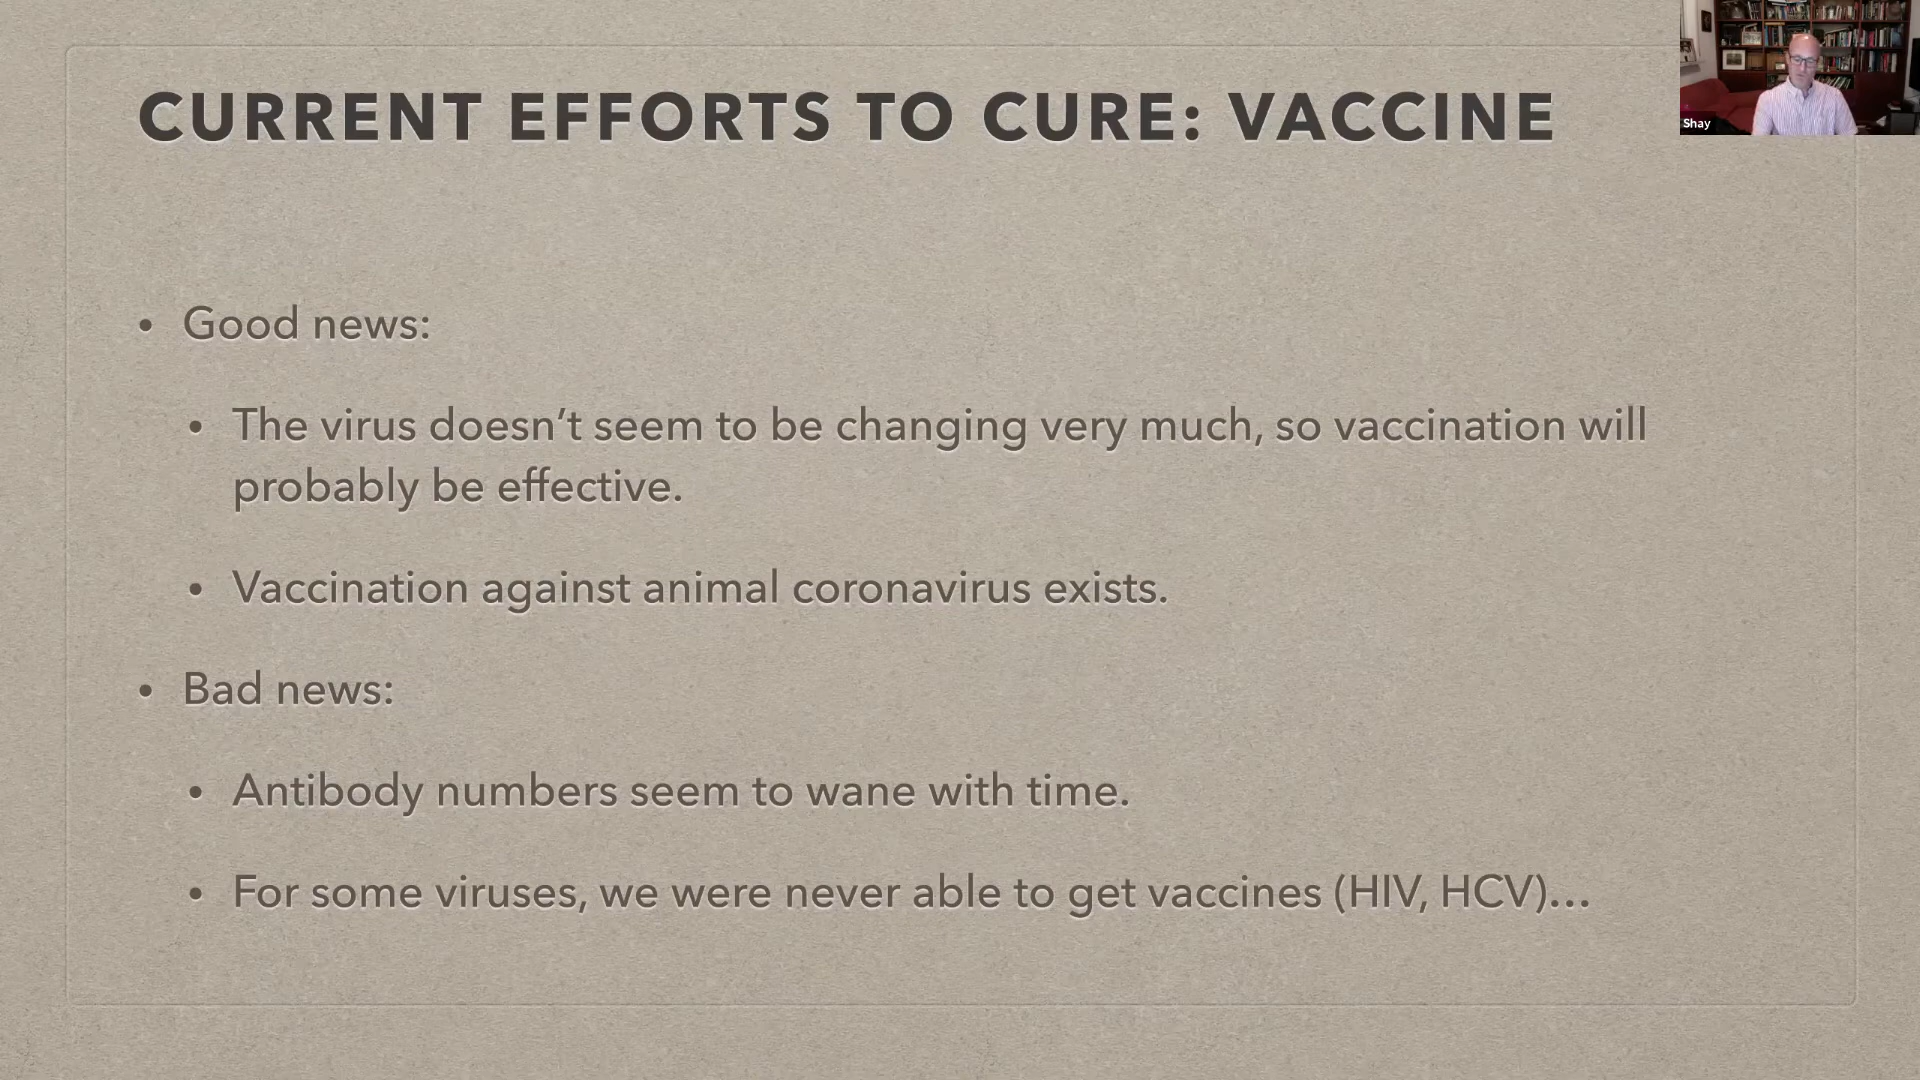 CURRENT EFFORTS TO CURE: VACCINE
Shay
• Good news:
• The virus doesn’t seem to be changing very much, so vaccination will
probably be effective.
• Vaccination against animal coronavirus exists.
• Bad news:
• Antibody numbers seem to wane with time.
• For some viruses, we were never able to get vaccines (HIV, HCV)…